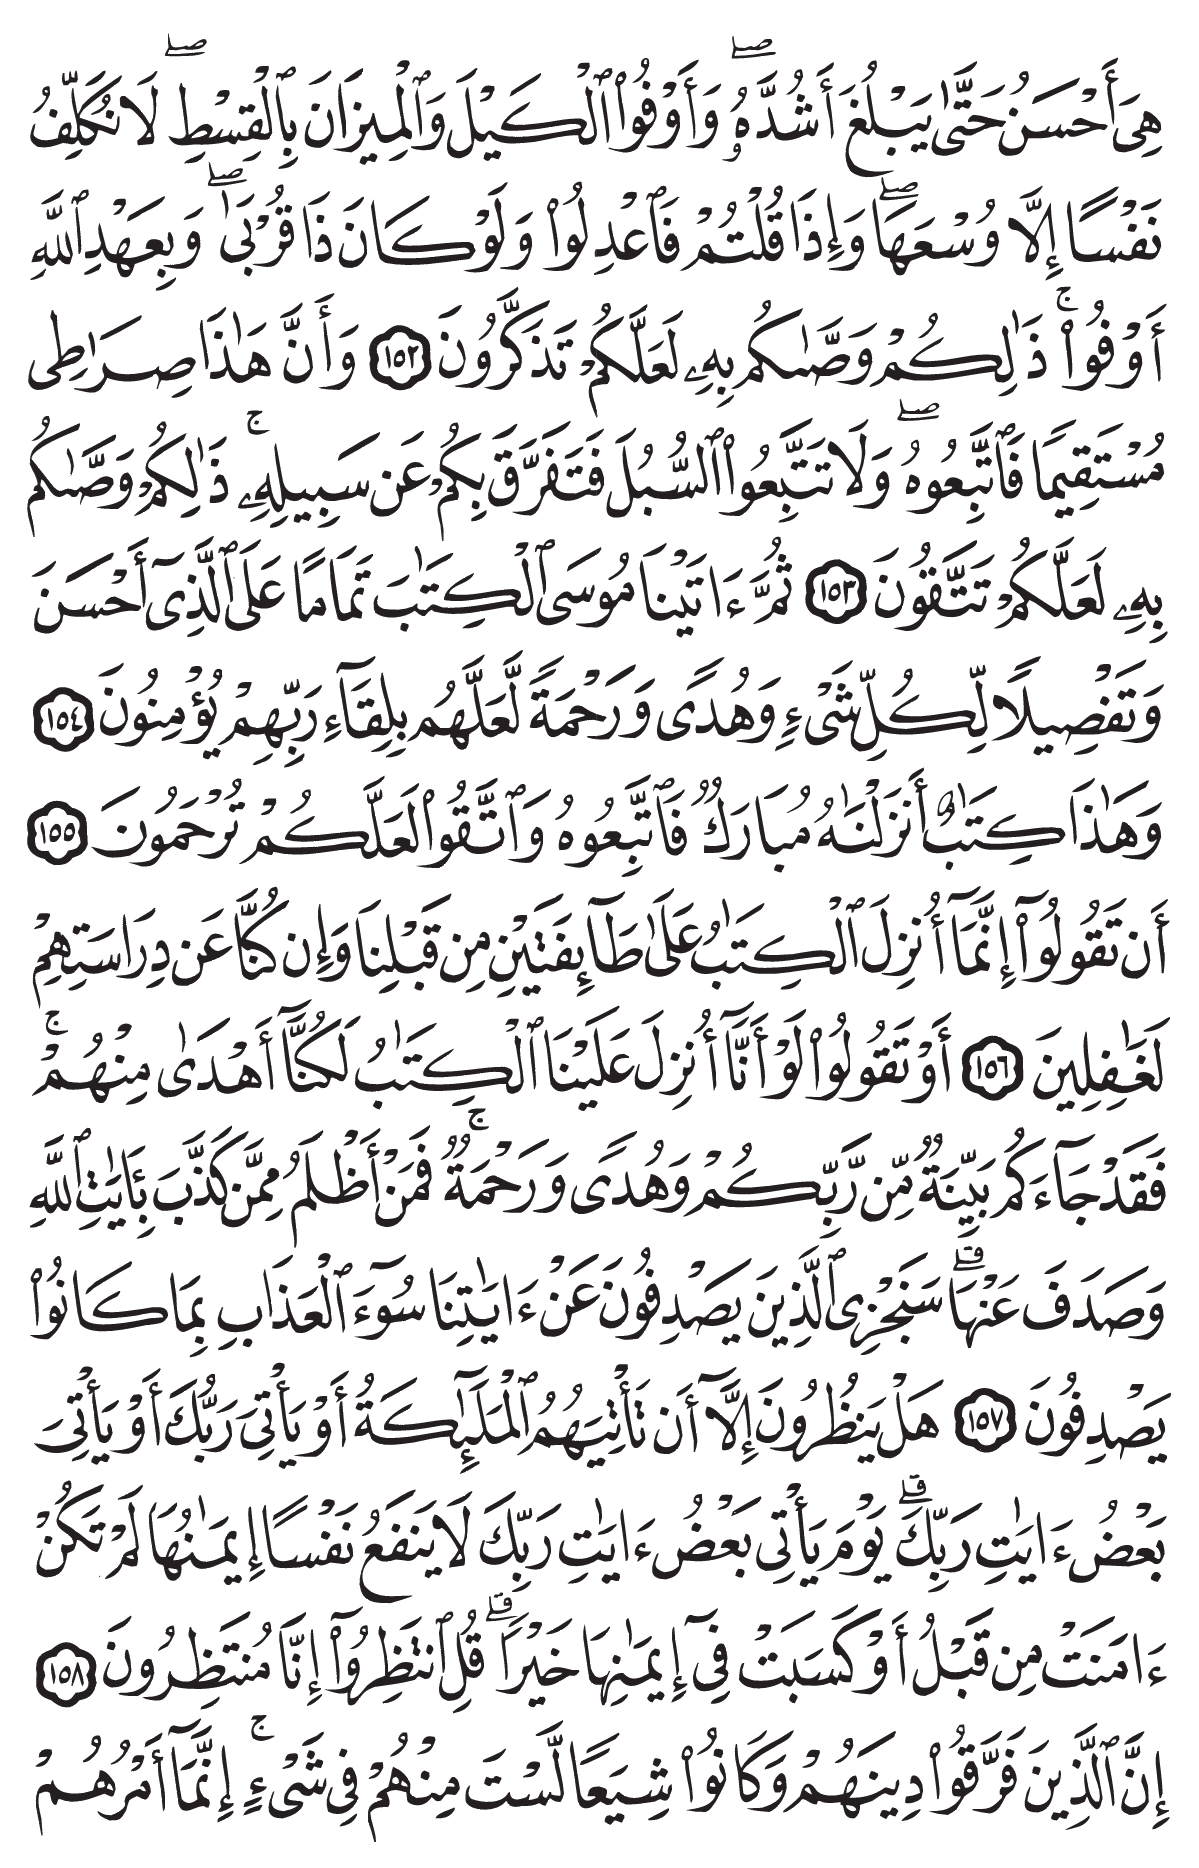 هِىَ أَحْسَنُ حَتَّىٰ يَبْلُغَ أَشُدَّهُۥ ۖ وَأَوْفُوا۟ ٱلْكَيْلَ وَٱلْمِيزَانَ بِٱلْقِسْطِ ۖ لَا نُكَلِّفُ
نَفْسًا إِلَّا وُسْعَهَا ۖ وَإِذَا قُلْتُمْ فَٱعْدِلُوا۟ وَلَوْ كَانَ ذَا قُرْبَىٰ ۖ وَبِعَهْدِ ٱللَّهِ
أَوْفُوا۟ ۚ ذَٰلِكُمْ وَصَّىٰكُم بِهِۦ لَعَلَّكُمْ تَذَكَّرُونَ ١٥٢ وَأَنَّ هَـٰذَا صِرَٰطِى
مُسْتَقِيمًا فَٱتَّبِعُوهُ ۖ وَلَا تَتَّبِعُوا۟ ٱلسُّبُلَ فَتَفَرَّقَ بِكُمْ عَن سَبِيلِهِۦ ۚ ذَٰلِكُمْ وَصَّىٰكُم
بِهِۦ لَعَلَّكُمْ تَتَّقُونَ ١٥٣ ثُمَّ ءَاتَيْنَا مُوسَى ٱلْكِتَـٰبَ تَمَامًا عَلَى ٱلَّذِىٓ أَحْسَنَ
وَتَفْصِيلًا لِّكُلِّ شَىْءٍ وَهُدًى وَرَحْمَةً لَّعَلَّهُم بِلِقَآءِ رَبِّهِمْ يُؤْمِنُونَ ١٥٤
وَهَـٰذَا كِتَـٰبٌ أَنزَلْنَـٰهُ مُبَارَكٌ فَٱتَّبِعُوهُ وَٱتَّقُوا۟ لَعَلَّكُمْ تُرْحَمُونَ ١٥٥
أَن تَقُولُوٓا۟ إِنَّمَآ أُنزِلَ ٱلْكِتَـٰبُ عَلَىٰ طَآئِفَتَيْنِ مِن قَبْلِنَا وَإِن كُنَّا عَن دِرَاسَتِهِمْ
لَغَـٰفِلِينَ ١٥٦ أَوْ تَقُولُوا۟ لَوْ أَنَّآ أُنزِلَ عَلَيْنَا ٱلْكِتَـٰبُ لَكُنَّآ أَهْدَىٰ مِنْهُمْ ۚ
فَقَدْ جَآءَكُم بَيِّنَةٌ مِّن رَّبِّكُمْ وَهُدًى وَرَحْمَةٌ ۚ فَمَنْ أَظْلَمُ مِمَّن كَذَّبَ بِـَٔايَـٰتِ ٱللَّهِ
وَصَدَفَ عَنْهَا ۗ سَنَجْزِى ٱلَّذِينَ يَصْدِفُونَ عَنْ ءَايَـٰتِنَا سُوٓءَ ٱلْعَذَابِ بِمَا كَانُوا۟
يَصْدِفُونَ ١٥٧ هَلْ يَنظُرُونَ إِلَّآ أَن تَأْتِيَهُمُ ٱلْمَلَـٰٓئِكَةُ أَوْ يَأْتِىَ رَبُّكَ أَوْ يَأْتِىَ
بَعْضُ ءَايَـٰتِ رَبِّكَ ۗ يَوْمَ يَأْتِى بَعْضُ ءَايَـٰتِ رَبِّكَ لَا يَنفَعُ نَفْسًا إِيمَـٰنُهَا لَمْ تَكُنْ
ءَامَنَتْ مِن قَبْلُ أَوْ كَسَبَتْ فِىٓ إِيمَـٰنِهَا خَيْرًا ۗ قُلِ ٱنتَظِرُوٓا۟ إِنَّا مُنتَظِرُونَ ١٥٨
إِنَّ ٱلَّذِينَ فَرَّقُوا۟ دِينَهُمْ وَكَانُوا۟ شِيَعًا لَّسْتَ مِنْهُمْ فِى شَىْءٍ ۚ إِنَّمَآ أَمْرُهُمْ